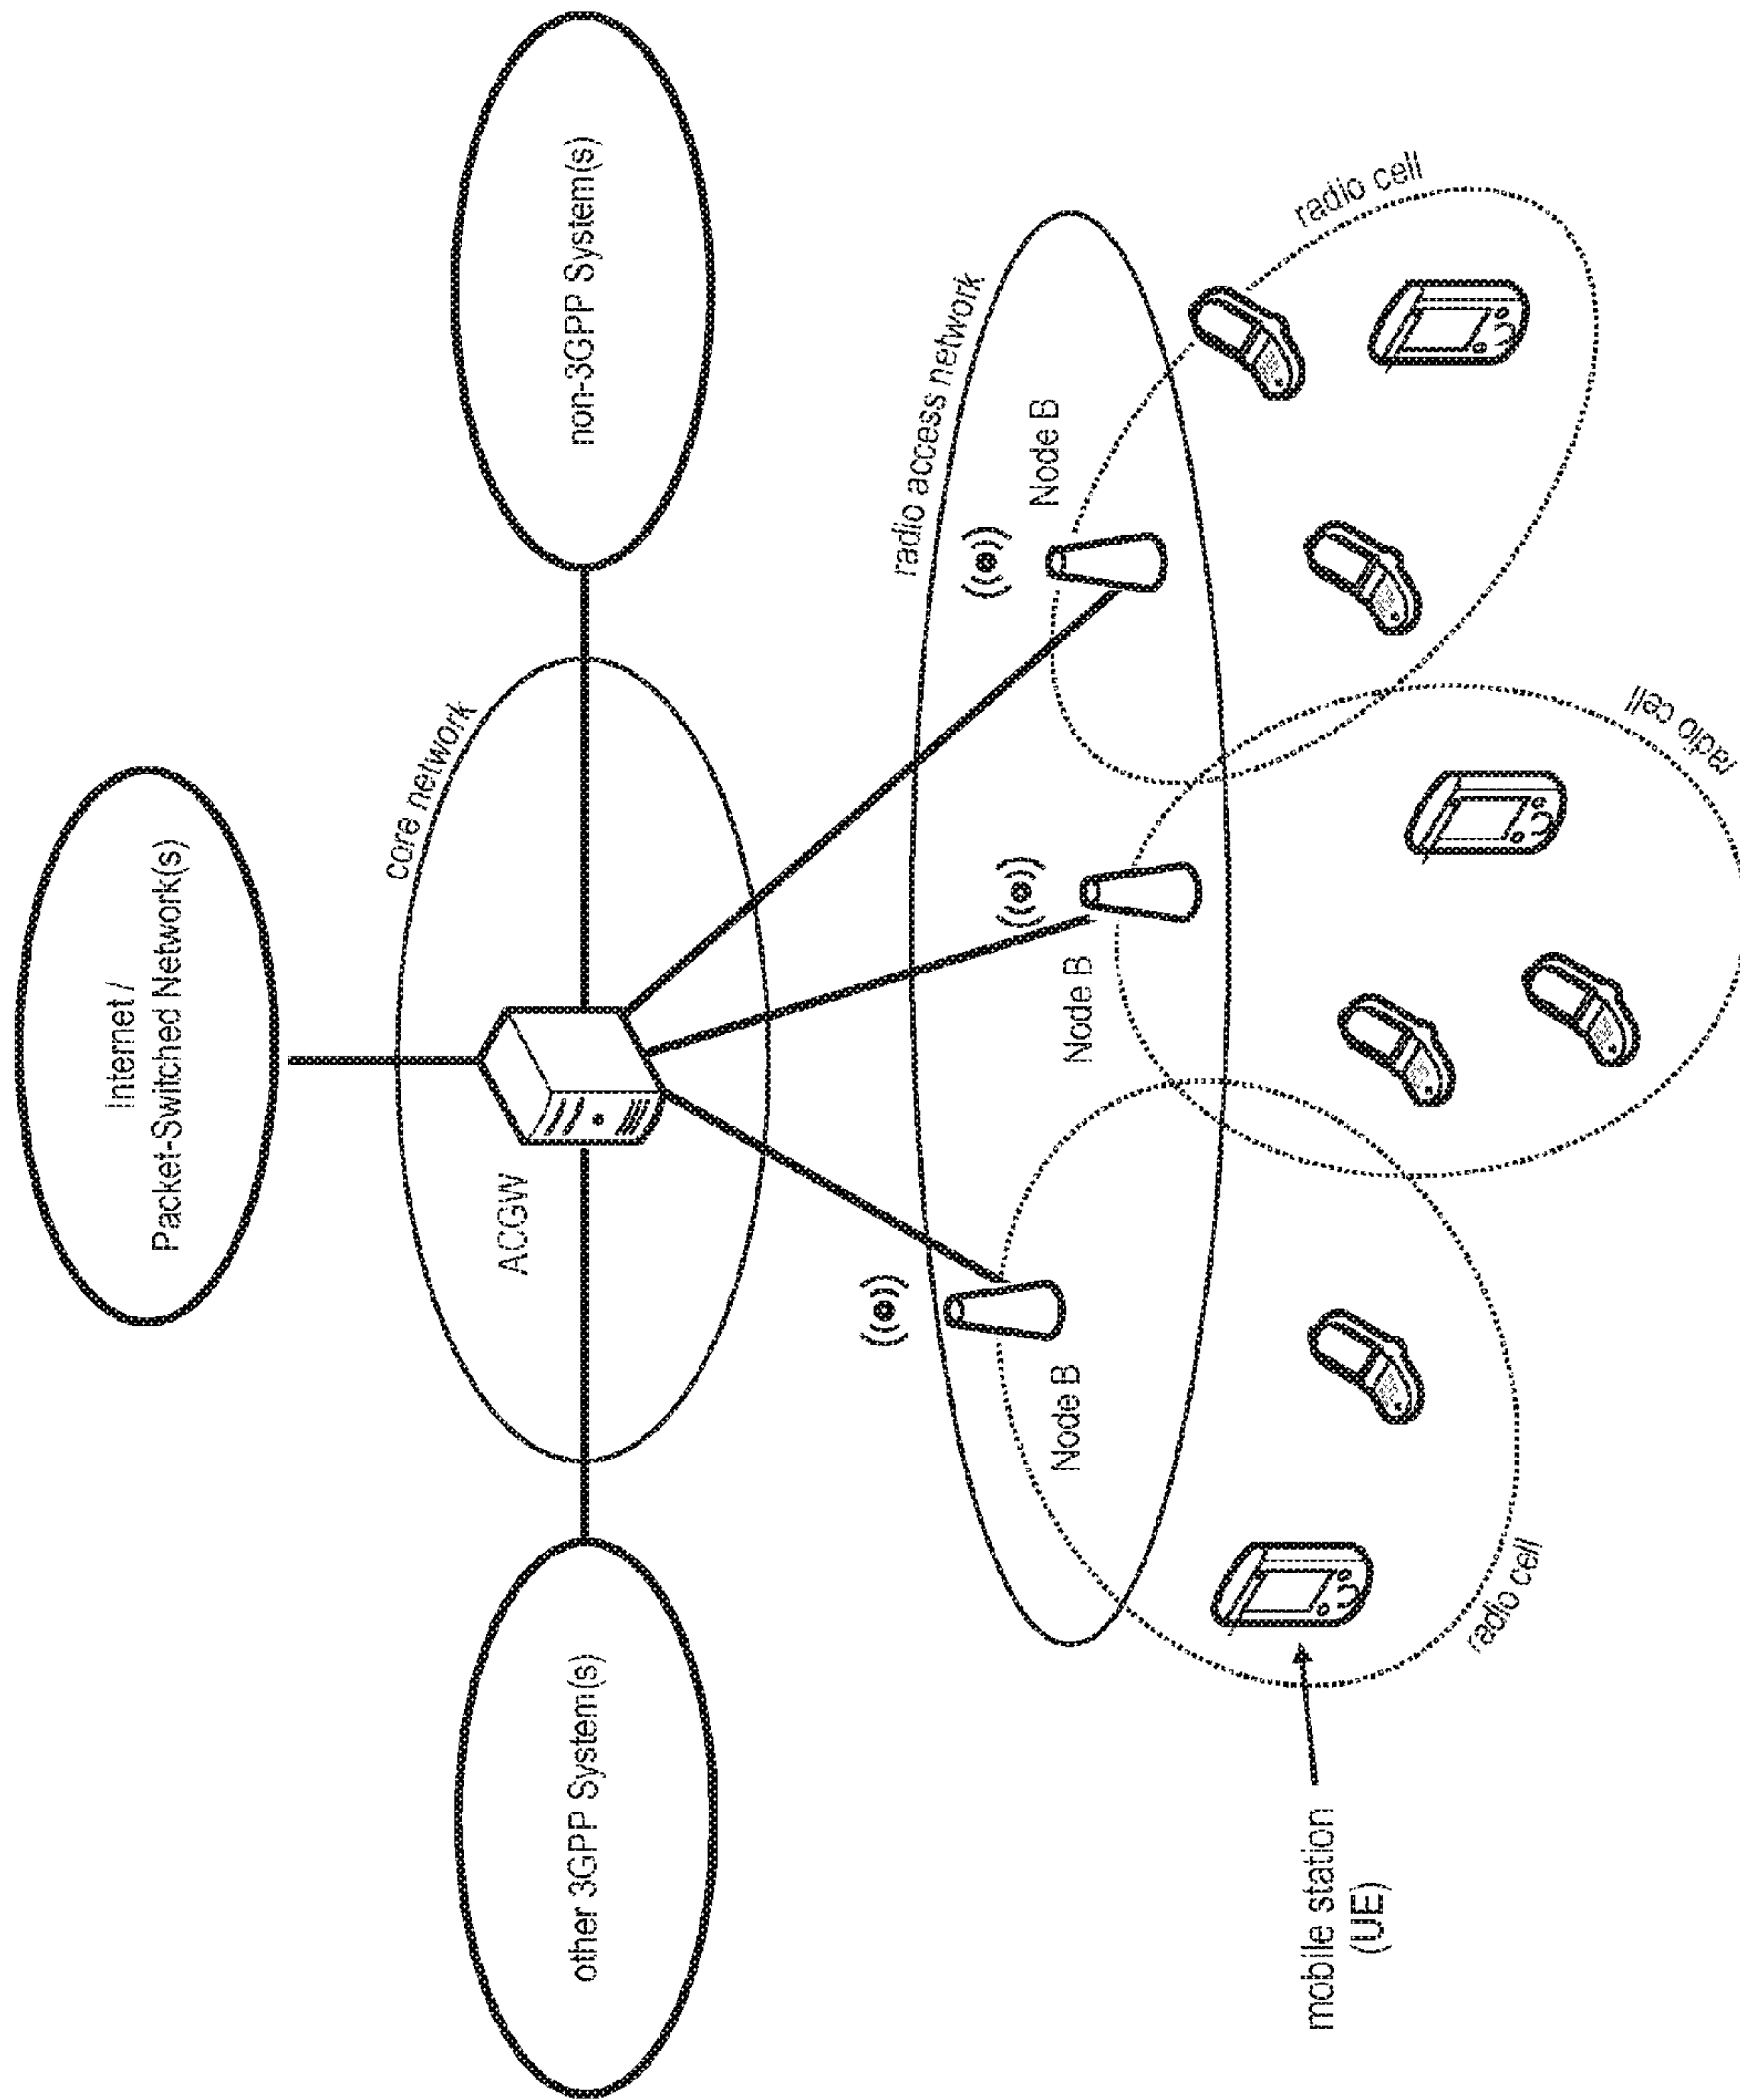 Internet /
Packet-Switched Network(s)
core network
ACGW
other 3GPP System(s)
non-3GPP System(s)
radio access network
Node B
Node B
Node B
radio cell
radio cell
radio cell
mobile station
(UE)